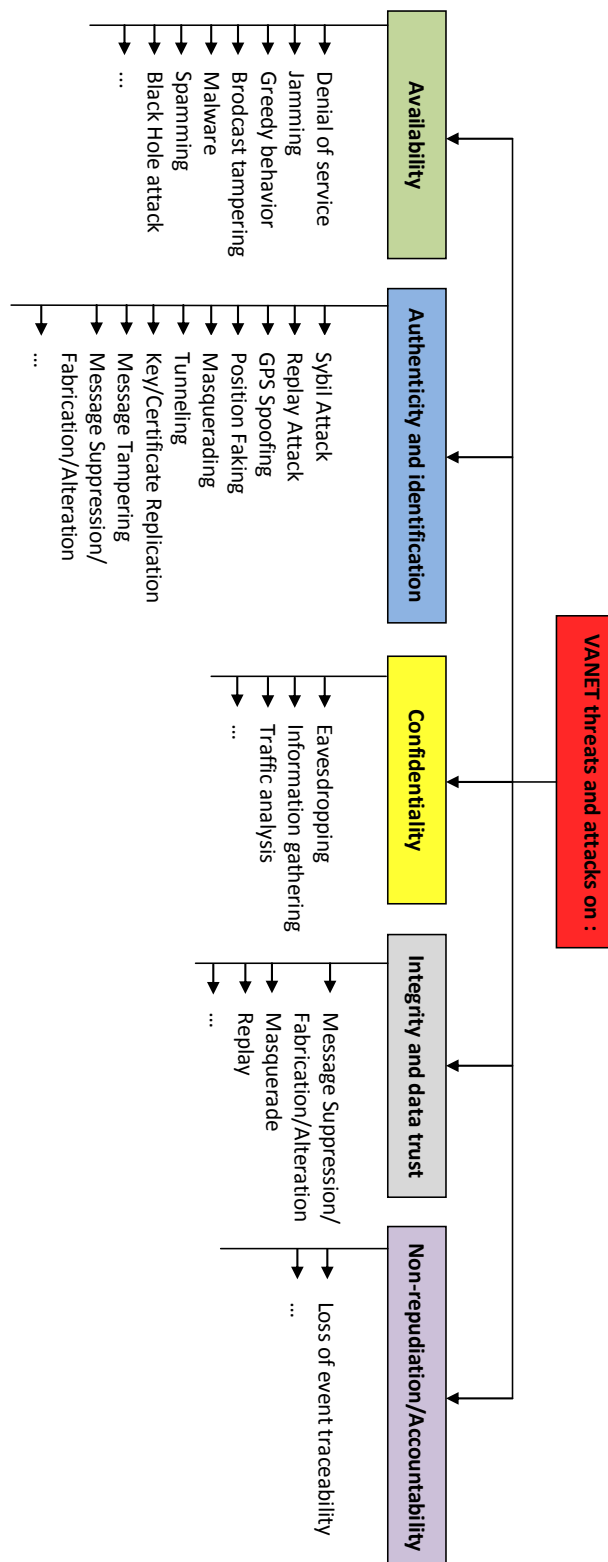 VANET threats and attacks on :
Availability
Denial of service
Jamming
Greedy behavior
Brodcast tampering
Malware
Spamming
Black Hole attack
...
Authenticity and identification
Sybil Attack
Replay Attack
GPS Spoofing
Position Faking
Masquerading
Tunneling
Key/Certificate Replication
Message Tampering
Message Suppression/
Fabrication/Alteration
...
Confidentiality
Eavesdropping
Information gathering
Traffic analysis
...
Integrity and data trust
Message Suppression/
Fabrication/Alteration
Masquerade
Replay
...
Non-repudiation/Accountability
Loss of event traceability
...